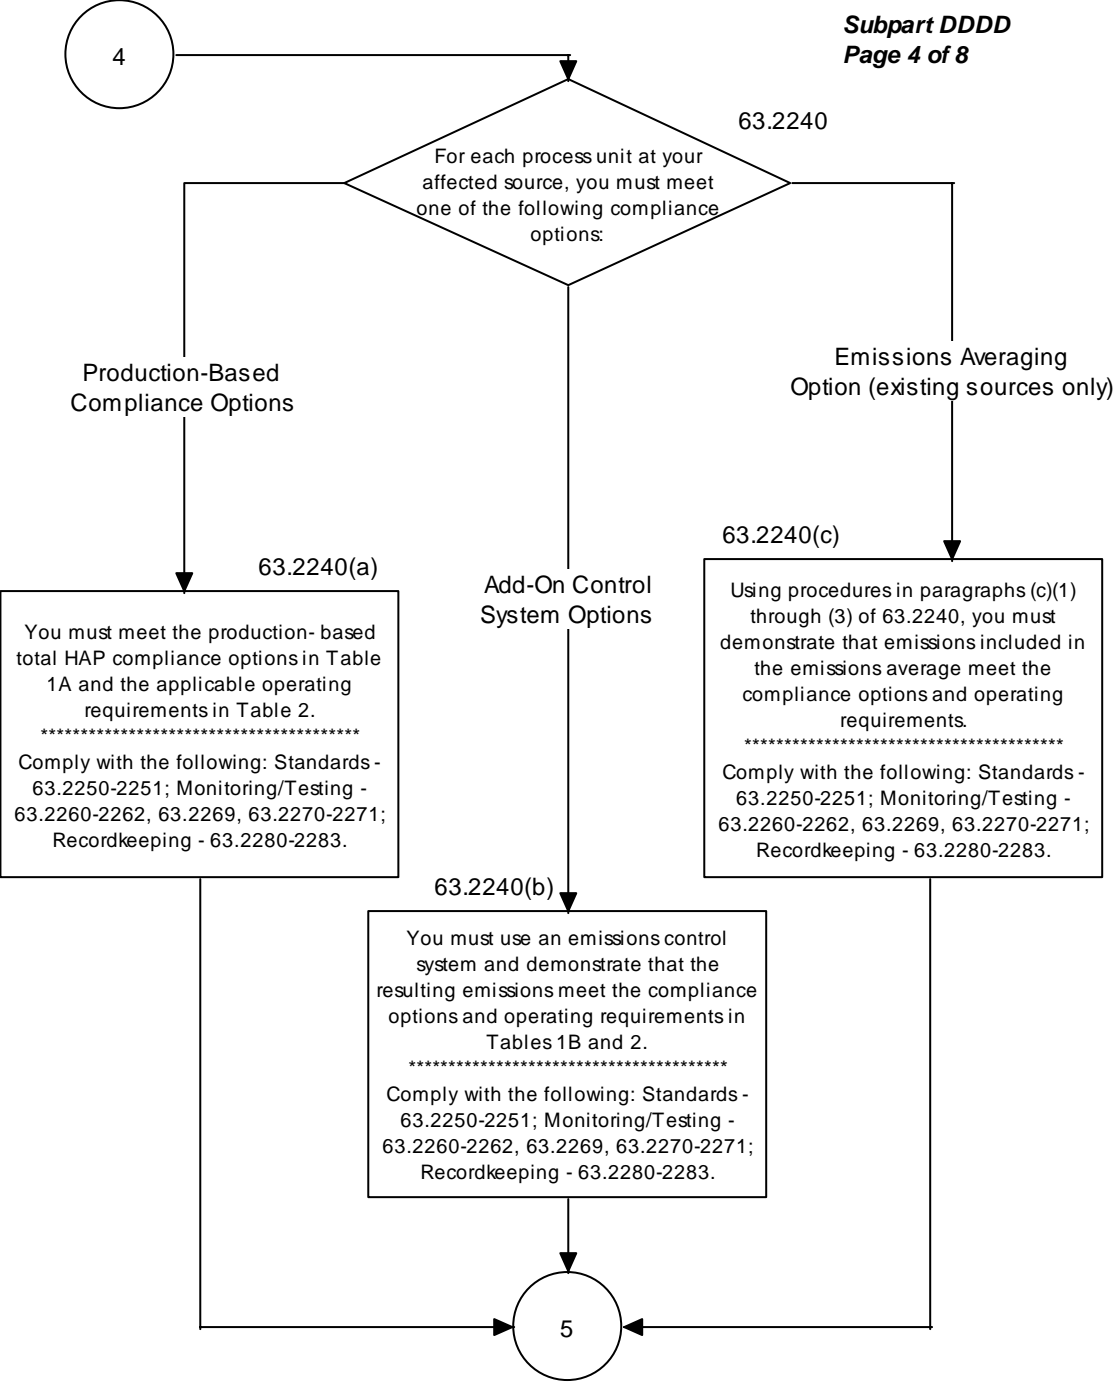 Subpart DDDD
Page 4 of 8
4
63.2240
For each process unit at your
affected source, you must meet
one of the following compliance
options:
Production-Based
Compliance Options
Emissions Averaging
Option (existing sources only)
Add-On Control
System Options
63.2240(a)
You must meet the production- based
total HAP compliance options in Table
1A and the applicable operating
requirements in Table 2.
****************************************
Comply with the following: Standards -
63.2250-2251; Monitoring/Testing -
63.2260-2262, 63.2269, 63.2270-2271;
Recordkeeping - 63.2280-2283.
63.2240(b)
You must use an emissions control
system and demonstrate that the
resulting emissions meet the compliance
options and operating requirements in
Tables 1B and 2.
****************************************
Comply with the following: Standards -
63.2250-2251; Monitoring/Testing -
63.2260-2262, 63.2269, 63.2270-2271;
Recordkeeping - 63.2280-2283.
63.2240(c)
Using procedures in paragraphs (c)(1)
through (3) of 63.2240, you must
demonstrate that emissions included in
the emissions average meet the
compliance options and operating
requirements.
****************************************
Comply with the following: Standards -
63.2250-2251; Monitoring/Testing -
63.2260-2262, 63.2269, 63.2270-2271;
Recordkeeping - 63.2280-2283.
5